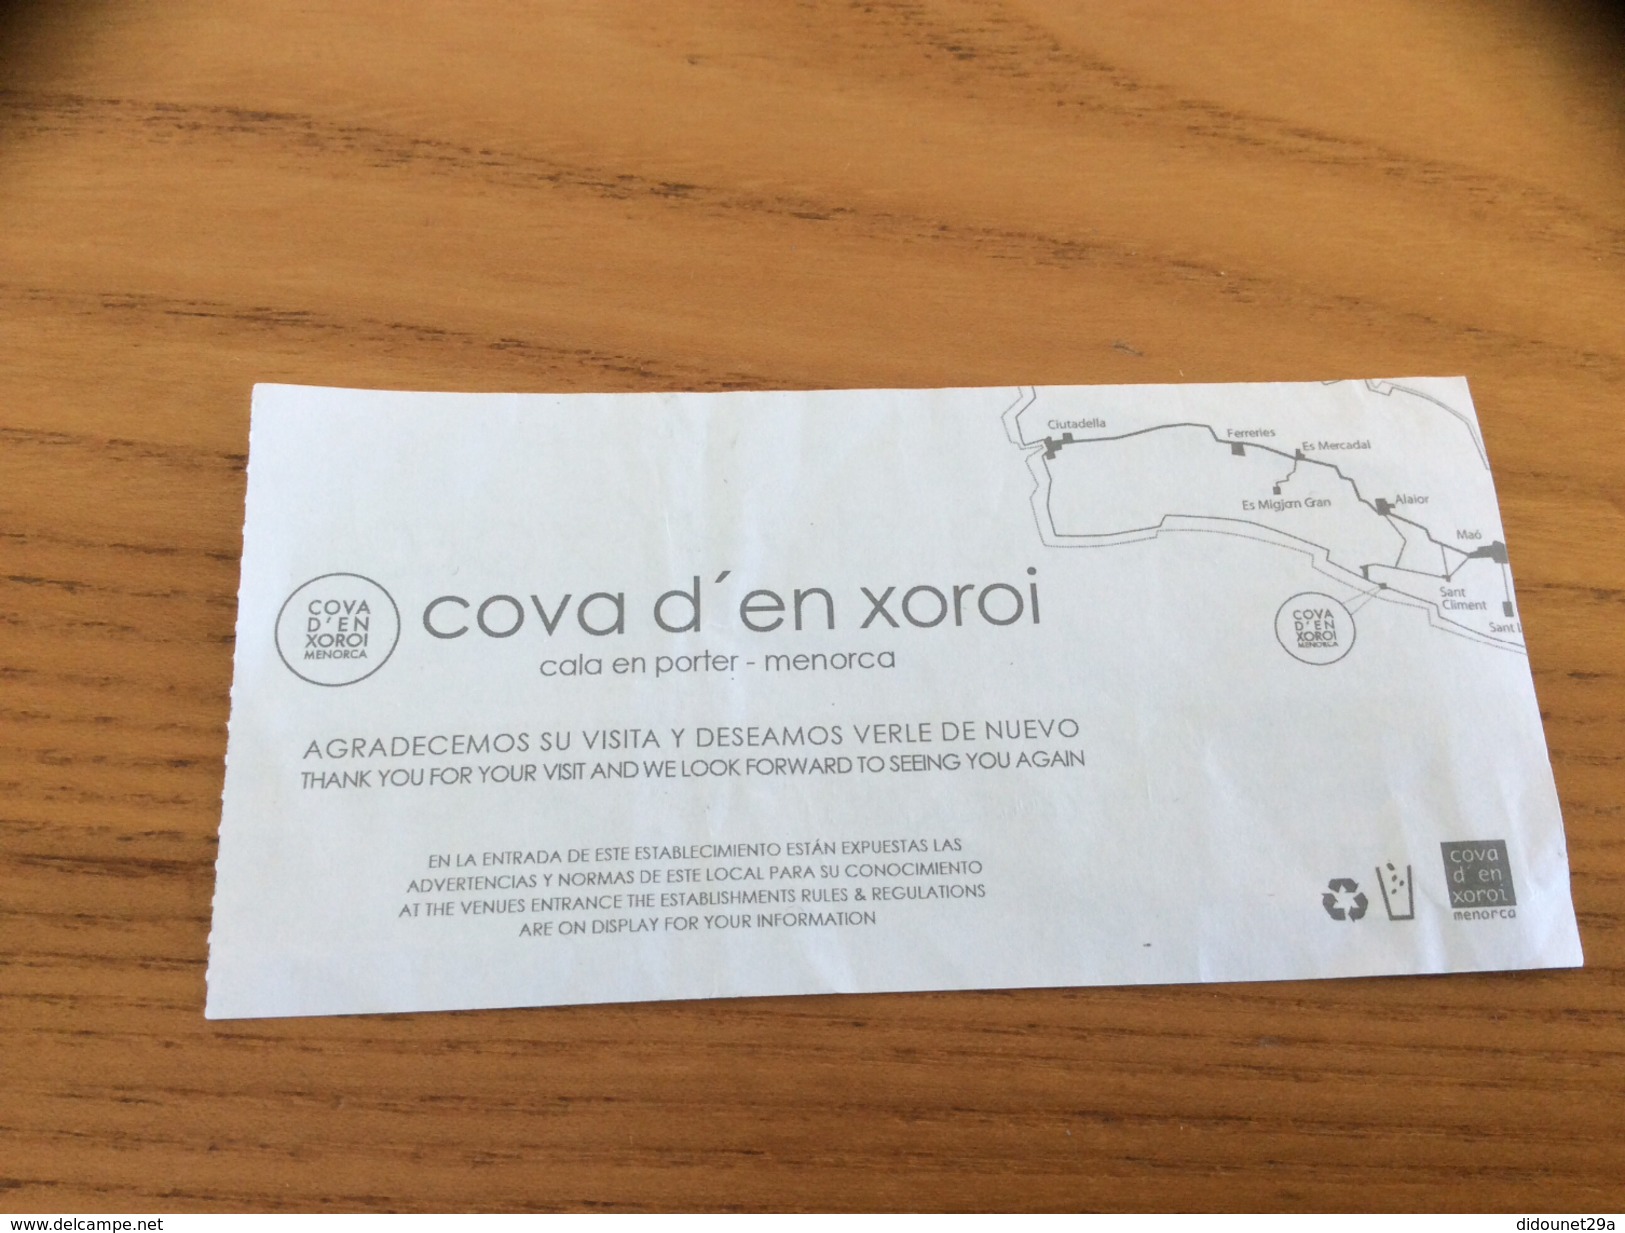 Ciutadella
Ferreries
Es Mercadal
Es Migjorn Gran
Alaior
Maó
Sant
Climent
Sant L
COVA
D'EN
XOROI
MENORCA
COVA
D'EN
XOROI
MENORCA
cova d´en xoroi
cala en porter - menorca
AGRADECEMOS SU VISITA Y DESEAMOS VERLE DE NUEVO
THANK YOU FOR YOUR VISIT AND WE LOOK FORWARD TO SEEING YOU AGAIN
EN LA ENTRADA DE ESTE ESTABLECIMIENTO ESTÁN EXPUESTAS LAS
ADVERTENCIAS Y NORMAS DE ESTE LOCAL PARA SU CONOCIMIENTO
AT THE VENUES ENTRANCE THE ESTABLISHMENTS RULES & REGULATIONS
ARE ON DISPLAY FOR YOUR INFORMATION
cova
d´en
xoroi
menorca
www.delcampe.net
didounet29a